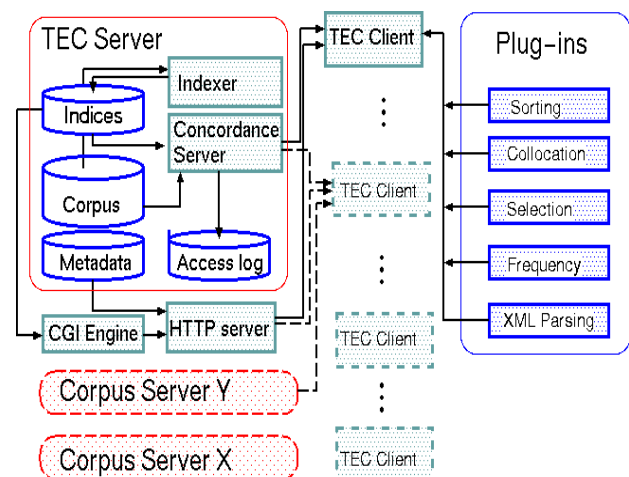 TEC Server
Indexer
Indices
Concordance
Server
Corpus
Metadata
Access log
CGI Engine
HTTP server
Corpus Server Y
Corpus Server X
TEC Client
TEC Client
TEC Client
TEC Client
Plug-ins
Sorting
Collocation
Selection
Frequency
XML Parsing